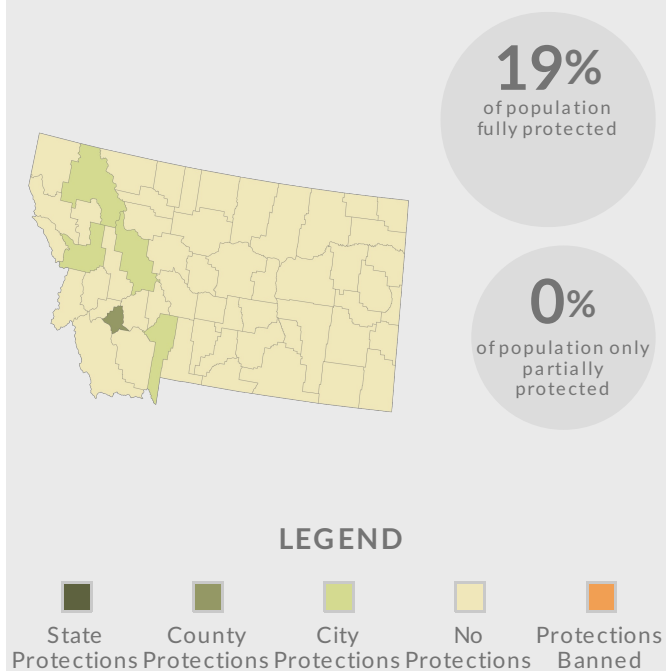 19%
of population
fully protected
0%
of population only
partially
protected
LEGEND
State
Protections
County
Protections
City
Protections
No
Protections
Protections
Banned